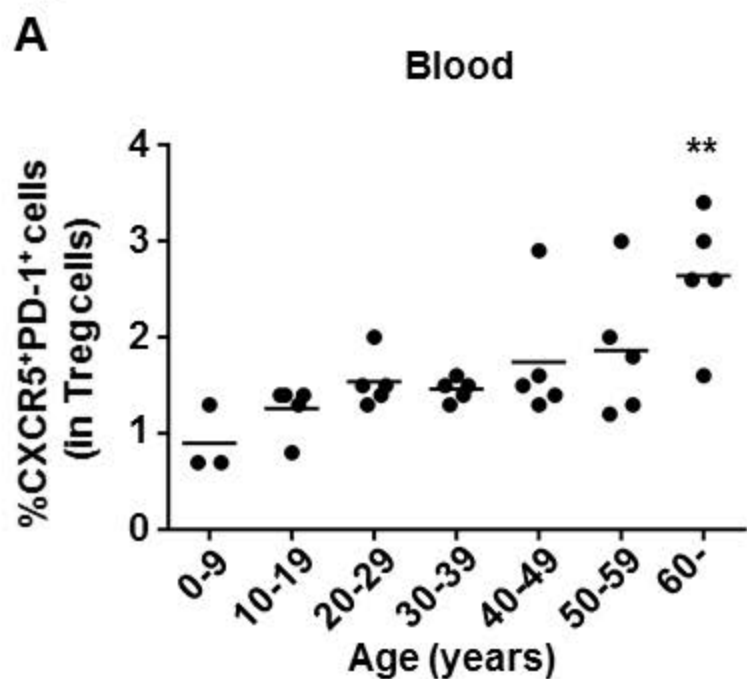 A
Blood
%CXCR5⁺PD-1⁺ cells
(in Treg cells)
4
3
2
1
0
**
0-9
10-19
20-29
30-39
40-49
50-59
60-
Age (years)